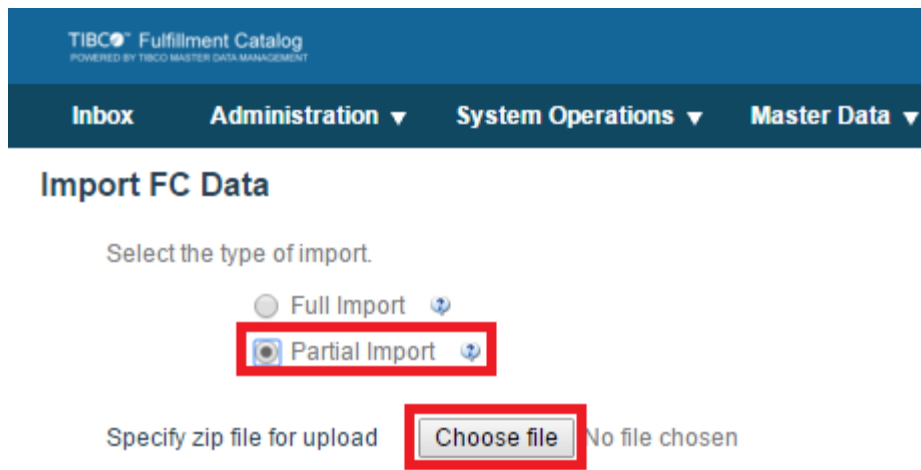 TIBCO™ Fulfillment Catalog
POWERED BY TIBCO MASTER DATA MANAGEMENT
Inbox Administration ▼ System Operations ▼ Master Data ▼
Import FC Data
Select the type of import.
Full Import
Partial Import
Specify zip file for upload Choose file No file chosen